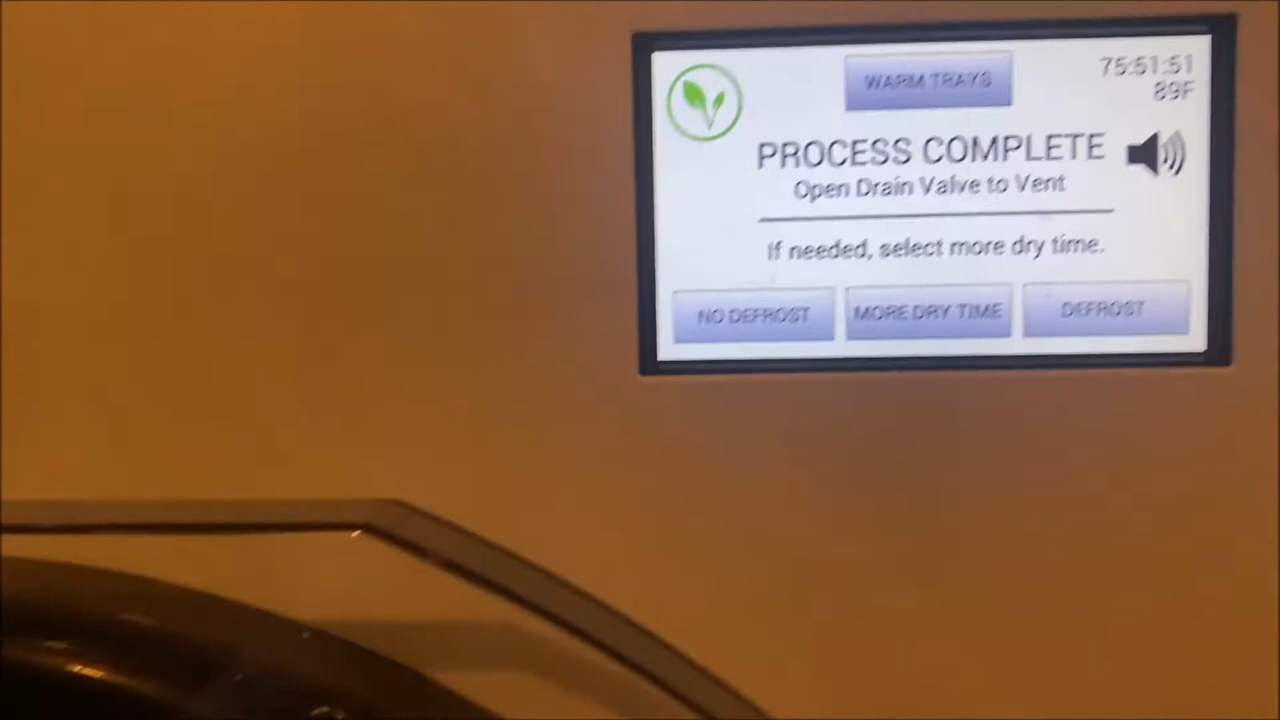 WARM TRAYS
75:51:51
89F
PROCESS COMPLETE
Open Drain Valve to Vent
If needed, select more dry time.
NO DEFROST
MORE DRY TIME
DEFROST